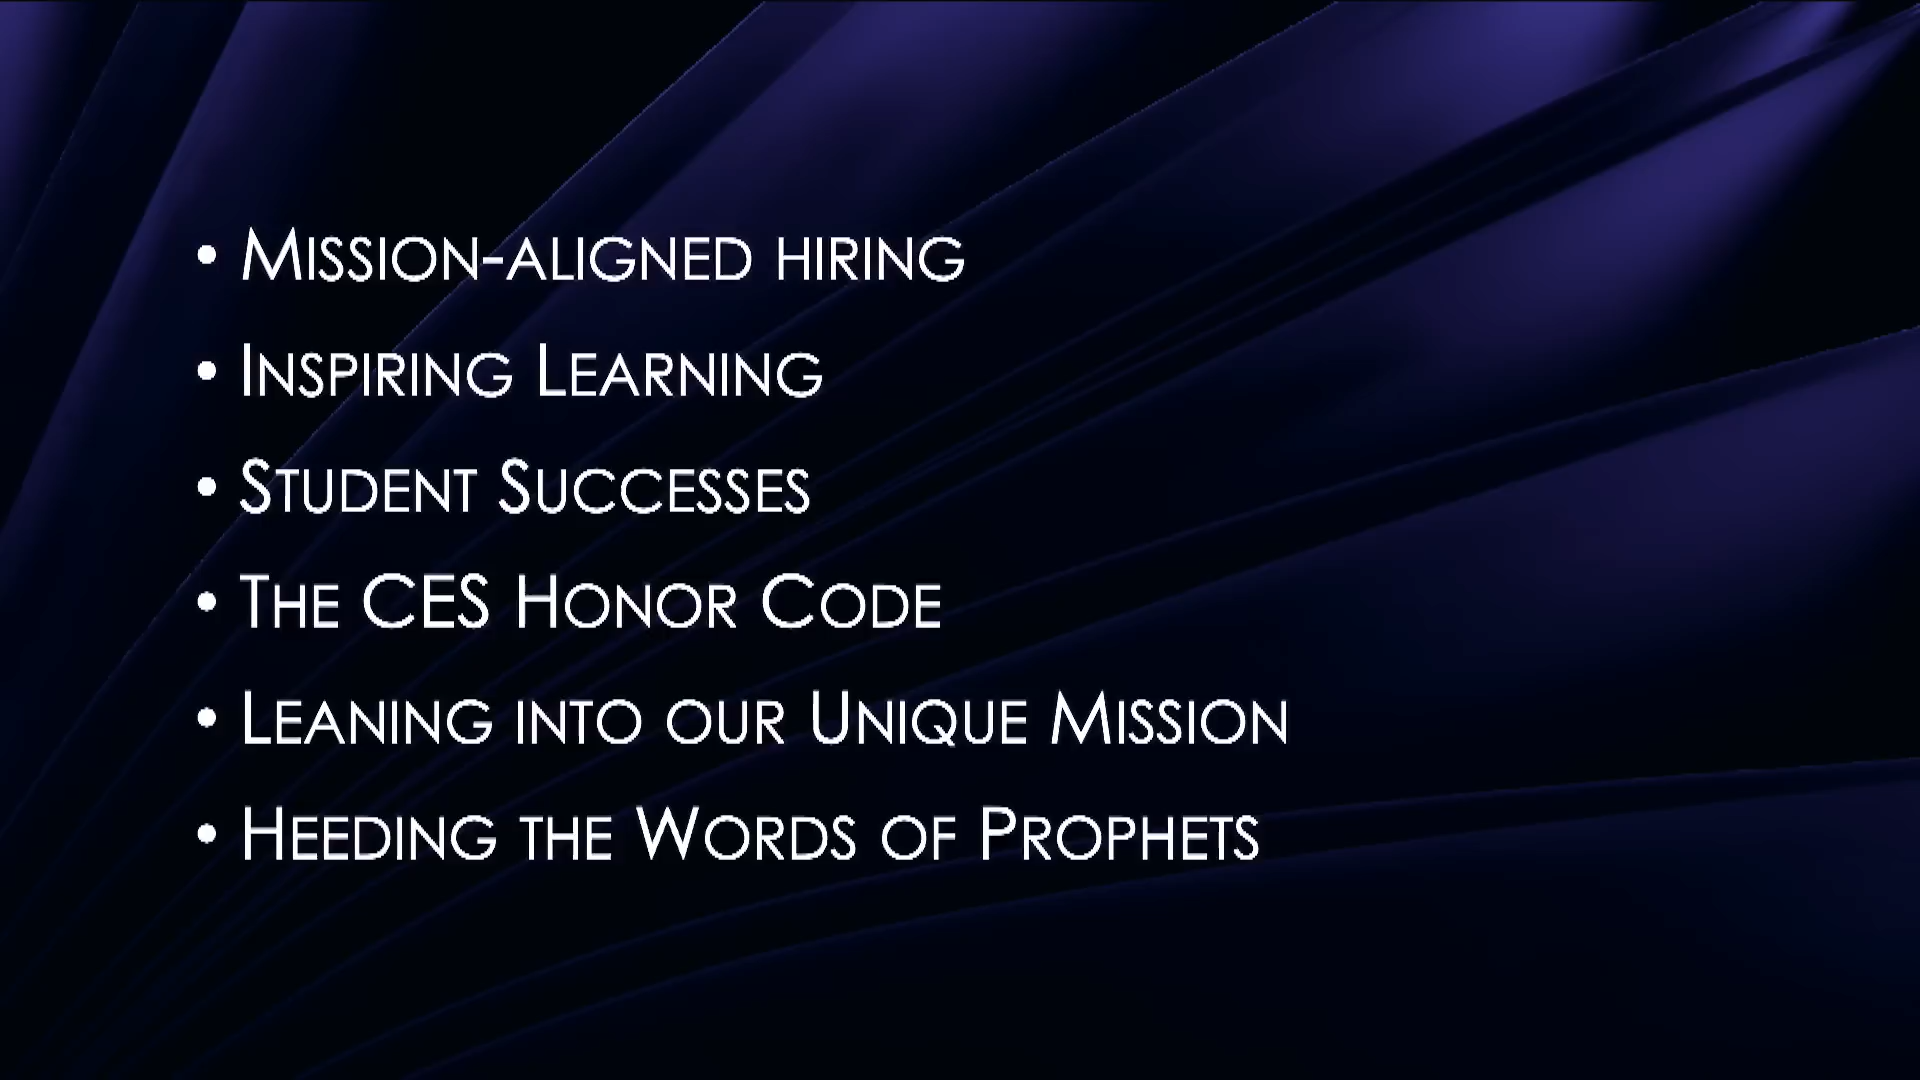 • Mission-aligned hiring
• Inspiring Learning
• Student Successes
• The CES Honor Code
• Leaning into our Unique Mission
• Heeding the Words of Prophets